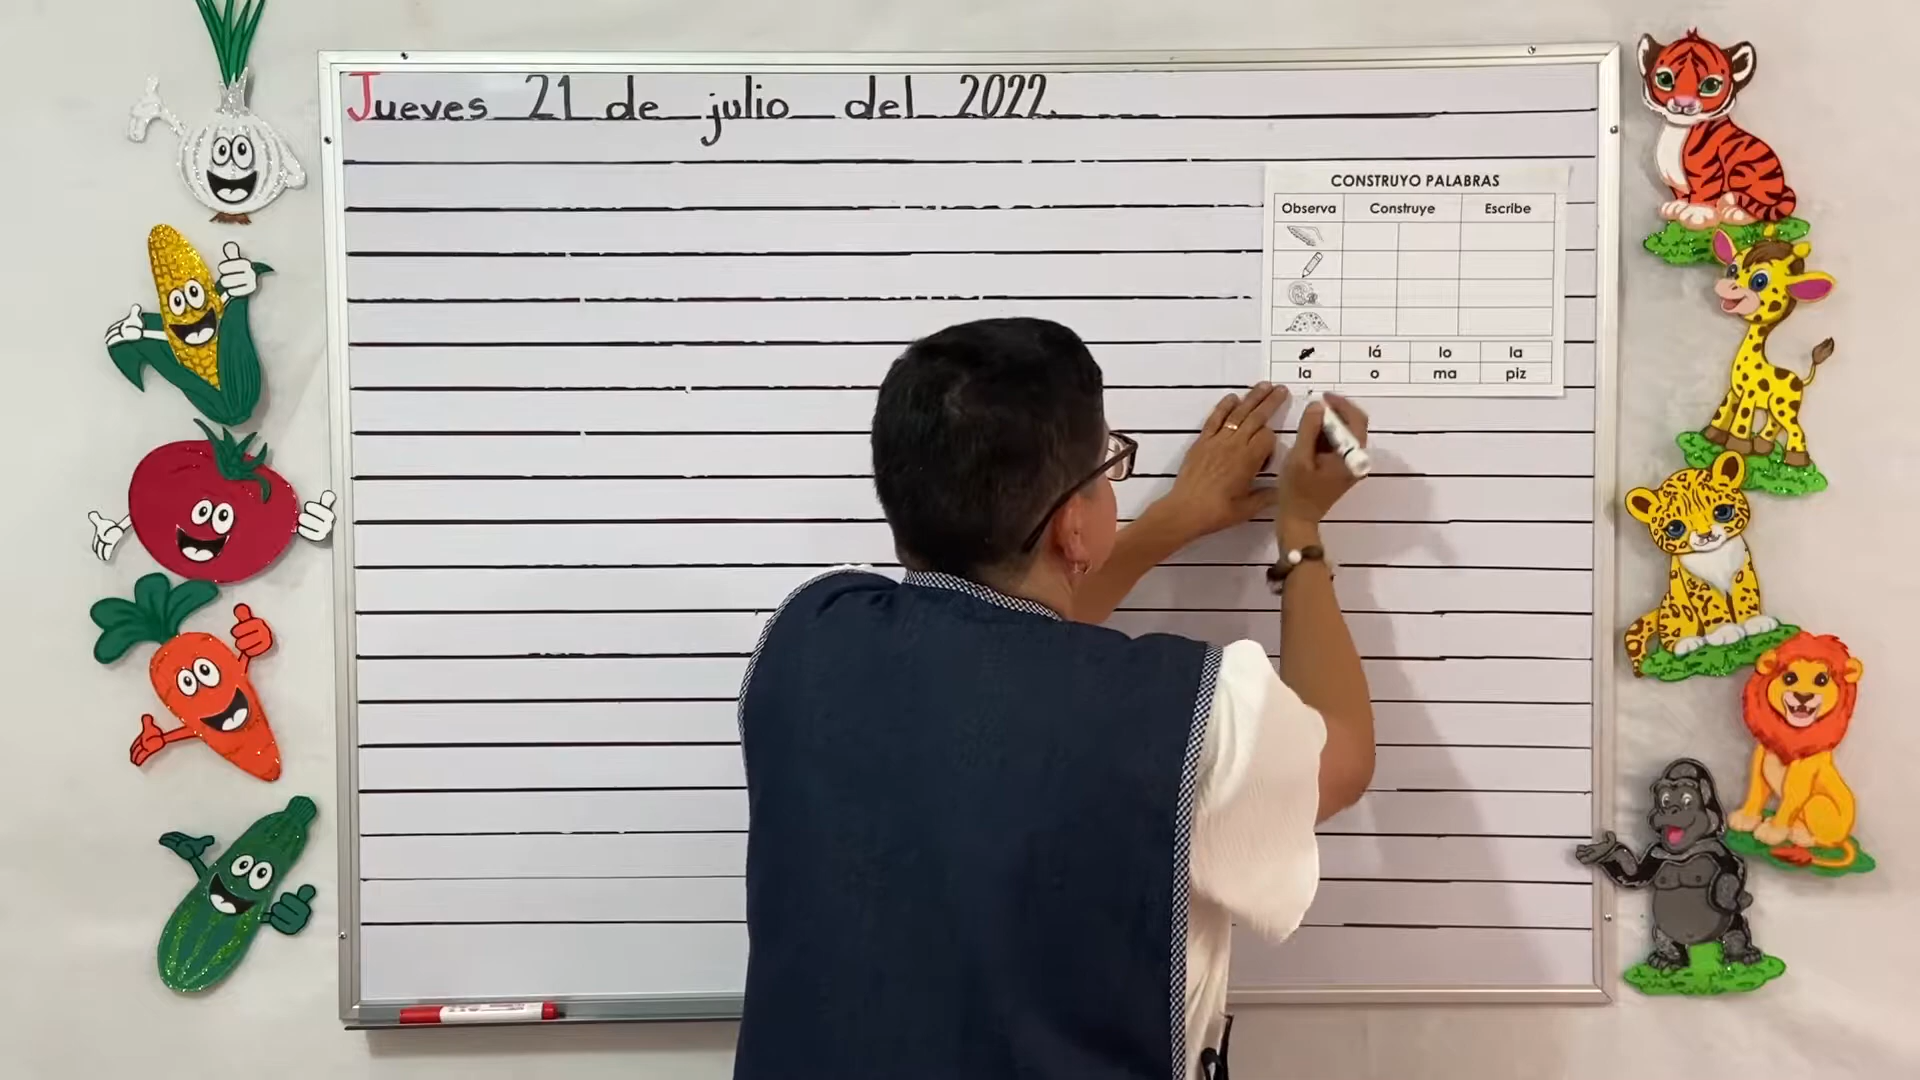 Jueves 21 de julio del 2022.
CONSTRUYO PALABRAS
Observa Construye Escribe
lá lo la
la o ma piz